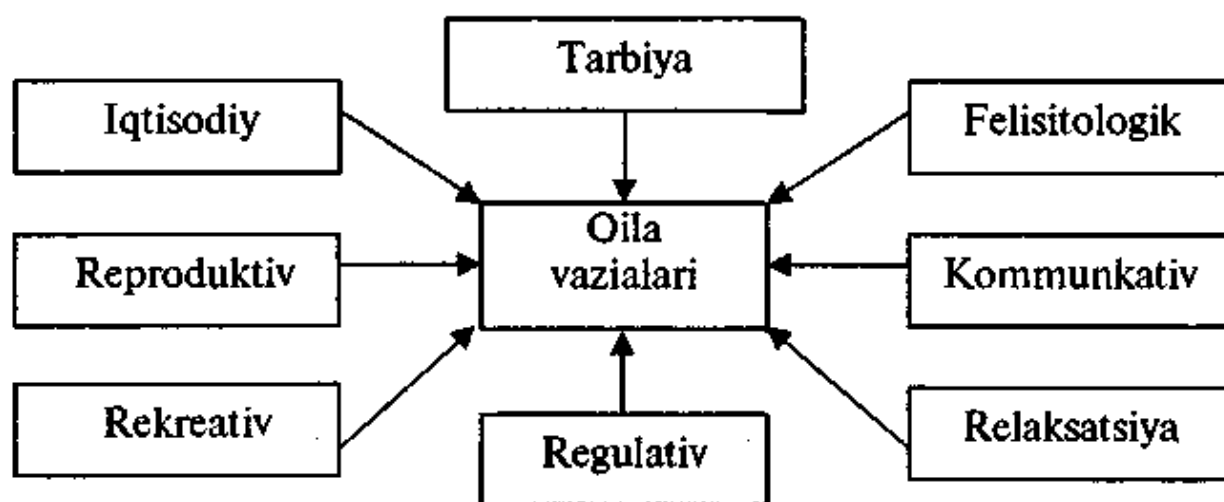 Tarbiya
Iqtisodiy
Felisitologik
Oila
vazialari
Reproduktiv
Kommunkativ
Rekreativ
Regulativ
Relaksatsiya